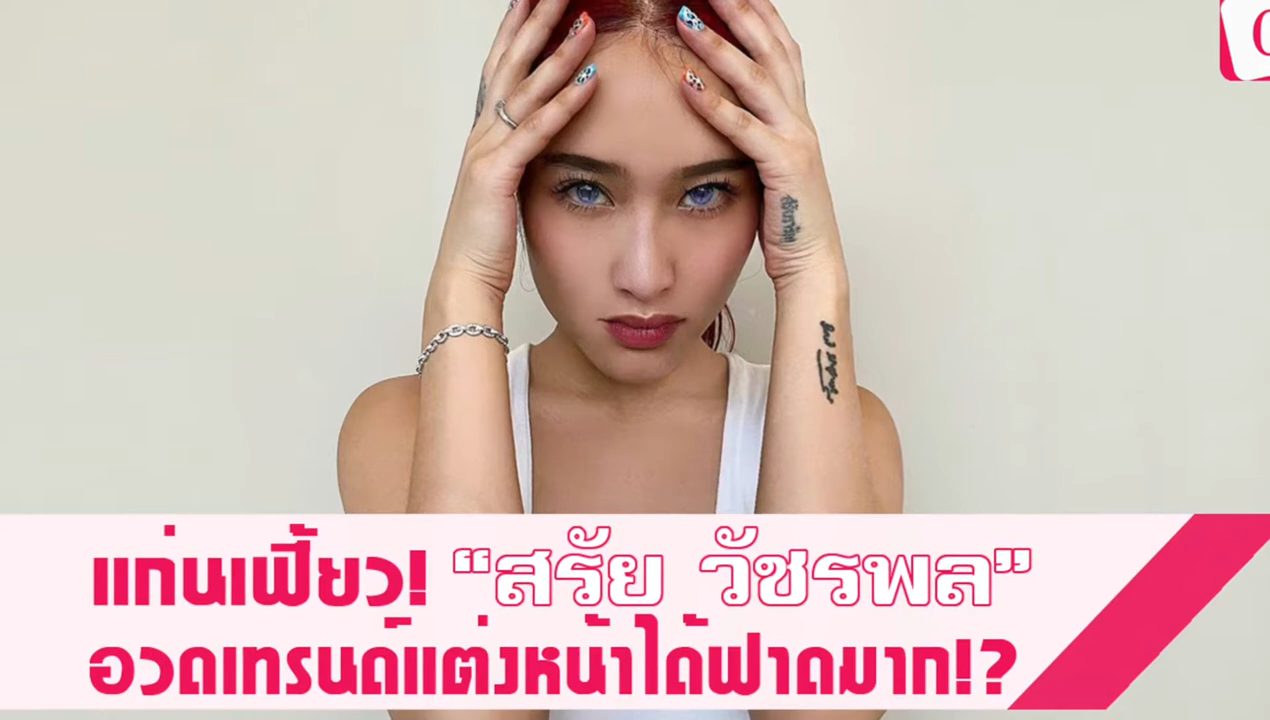 แก่นเฟี้ยว! “สรัย วัชรพล”
อวดเทรนด์แต่งหน้าได้ฟาดมาก!?